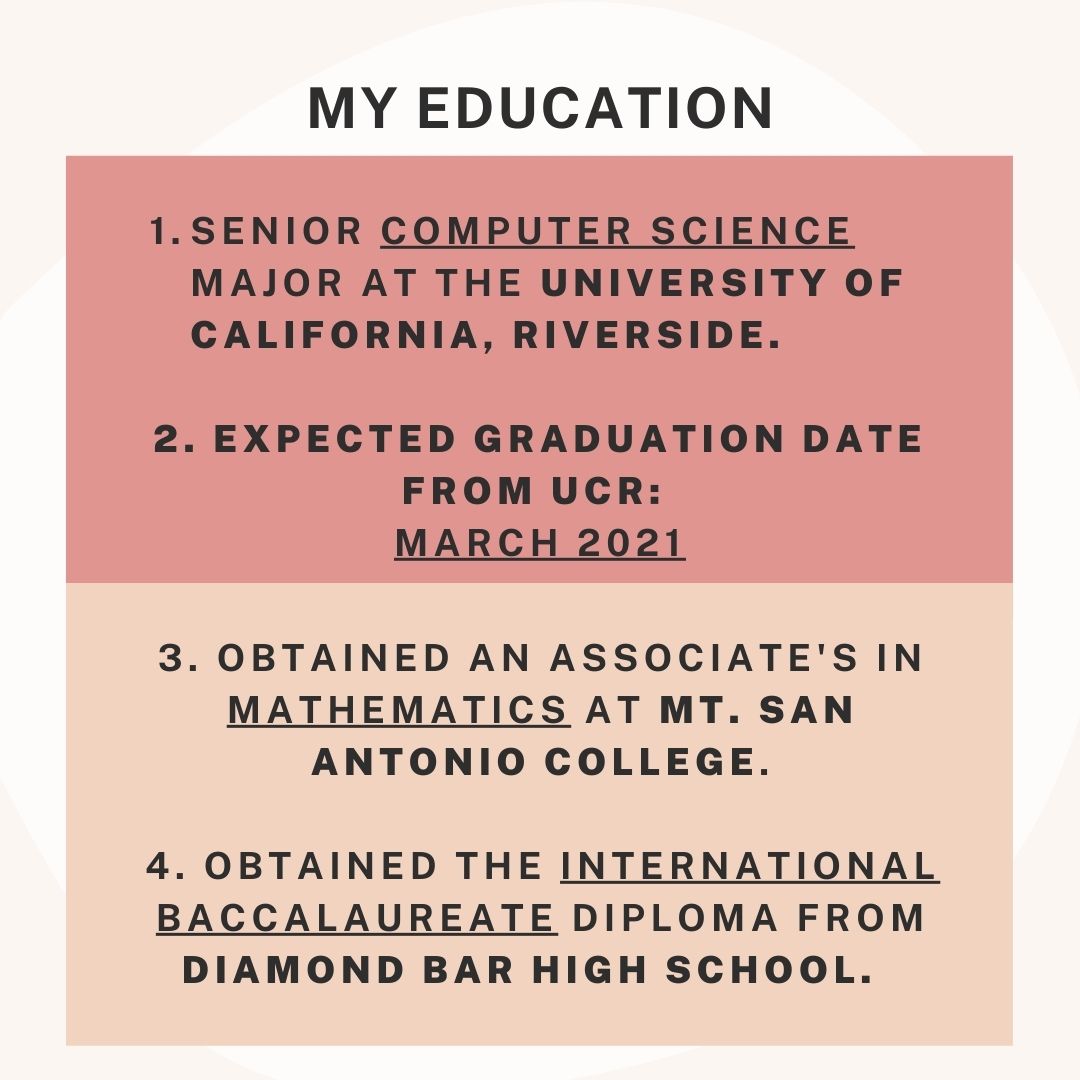 MY EDUCATION
1. SENIOR COMPUTER SCIENCE
MAJOR AT THE UNIVERSITY OF
CALIFORNIA, RIVERSIDE.
2. EXPECTED GRADUATION DATE
FROM UCR:
MARCH 2021
3. OBTAINED AN ASSOCIATE'S IN
MATHEMATICS AT MT. SAN
ANTONIO COLLEGE.
4. OBTAINED THE INTERNATIONAL
BACCALAUREATE DIPLOMA FROM
DIAMOND BAR HIGH SCHOOL.